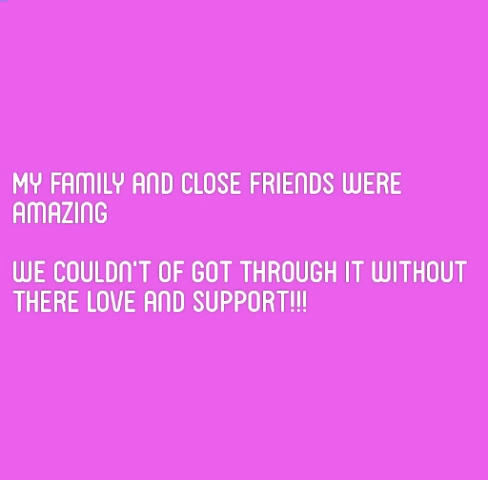 MY FAMILY AND CLOSE FRIENDS WERE
AMAZING
WE COULDN'T OF GOT THROUGH IT WITHOUT
THERE LOVE AND SUPPORT!!!